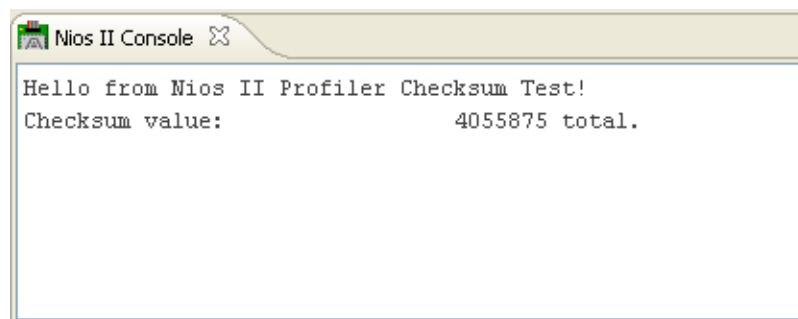 Nios II Console
Hello from Nios II Profiler Checksum Test!
Checksum value:                    4055875 total.